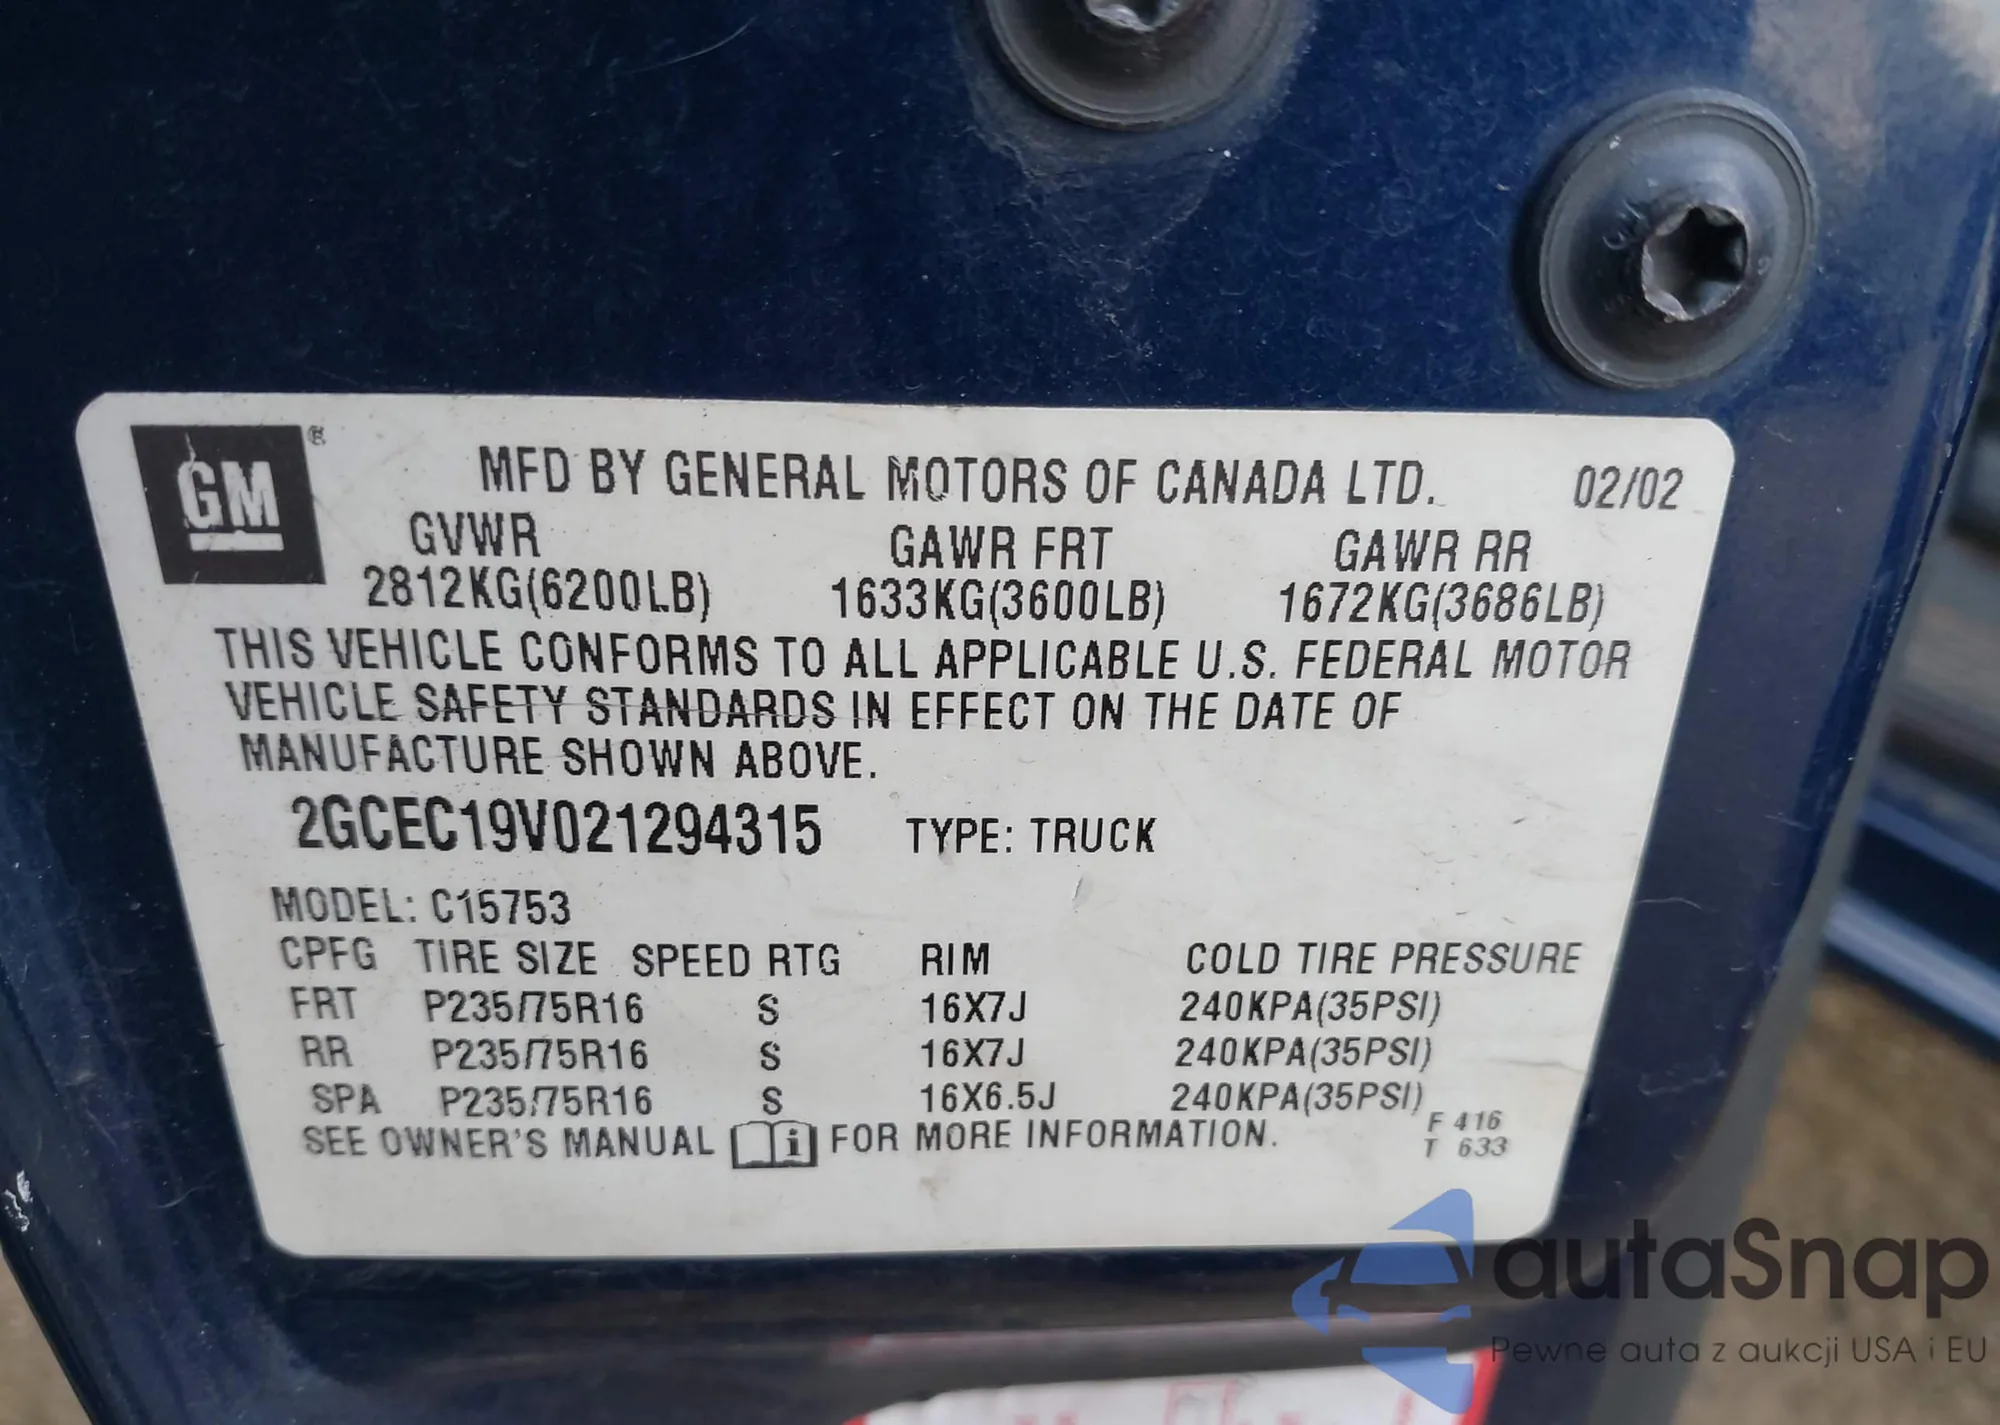 GM ®
MFD BY GENERAL MOTORS OF CANADA LTD. 02/02
GVWR GAWR FRT GAWR RR
2812KG(6200LB) 1633KG(3600LB) 1672KG(3686LB)
THIS VEHICLE CONFORMS TO ALL APPLICABLE U.S. FEDERAL MOTOR
VEHICLE SAFETY STANDARDS IN EFFECT ON THE DATE OF
MANUFACTURE SHOWN ABOVE.
2GCEC19V021294315 TYPE: TRUCK
MODEL: C15753
CPFG TIRE SIZE SPEED RTG RIM COLD TIRE PRESSURE
FRT P235/75R16 S 16X7J 240KPA(35PSI)
RR P235/75R16 S 16X7J 240KPA(35PSI)
SPA P235/75R16 S 16X6.5J 240KPA(35PSI)
SEE OWNER'S MANUAL i FOR MORE INFORMATION.
F 416
T 633
autaSnap
Pewne auta z aukcji USA i EU